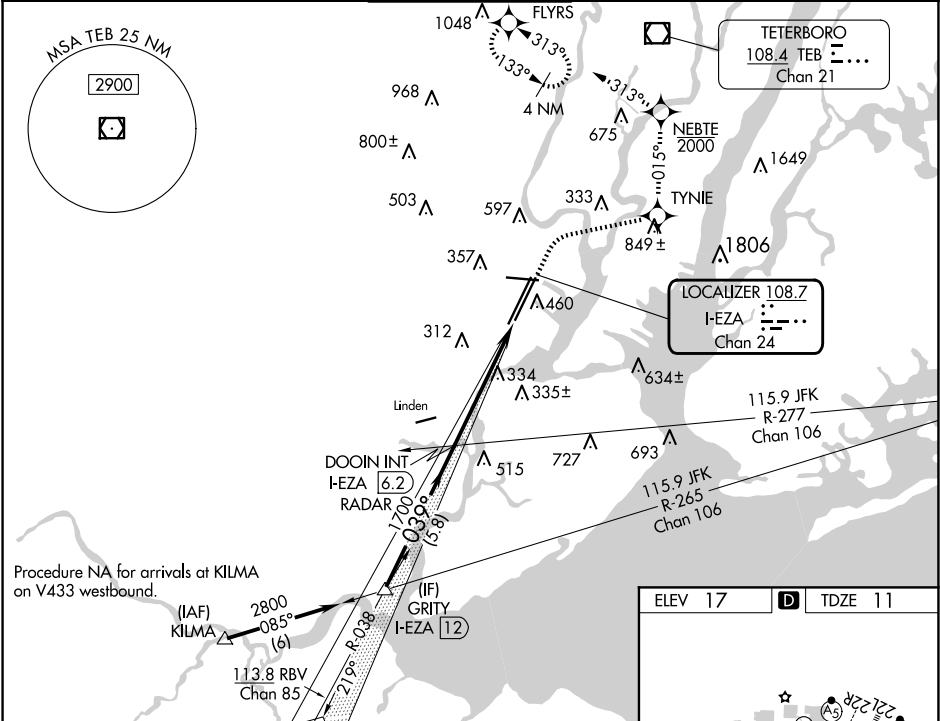 MSA TEB 25 NM
2900
1048
FLYRS
313°
133°
4 NM
313°
TETERBORO
108.4 TEB
Chan 21
968
800±
675
NEBTE
2000
015°
1649
503
597
333
TYNIE
849±
1806
357
LOCALIZER 108.7
I-EZA
Chan 24
460
312
334
335±
634±
Linden
115.9 JFK
R-277
Chan 106
DOOIN INT
I-EZA 6.2
RADAR
515
727
693
115.9 JFK
R-265
Chan 106
1700
039°
(5.8)
Procedure NA for arrivals at KILMA
on V433 westbound.
(IAF)
KILMA
2800
085°
(6)
(IF)
GRITY
I-EZA 12
R-038
219°
113.8 RBV
Chan 85
ELEV 17
D
TDZE 11
A5
22L
22R